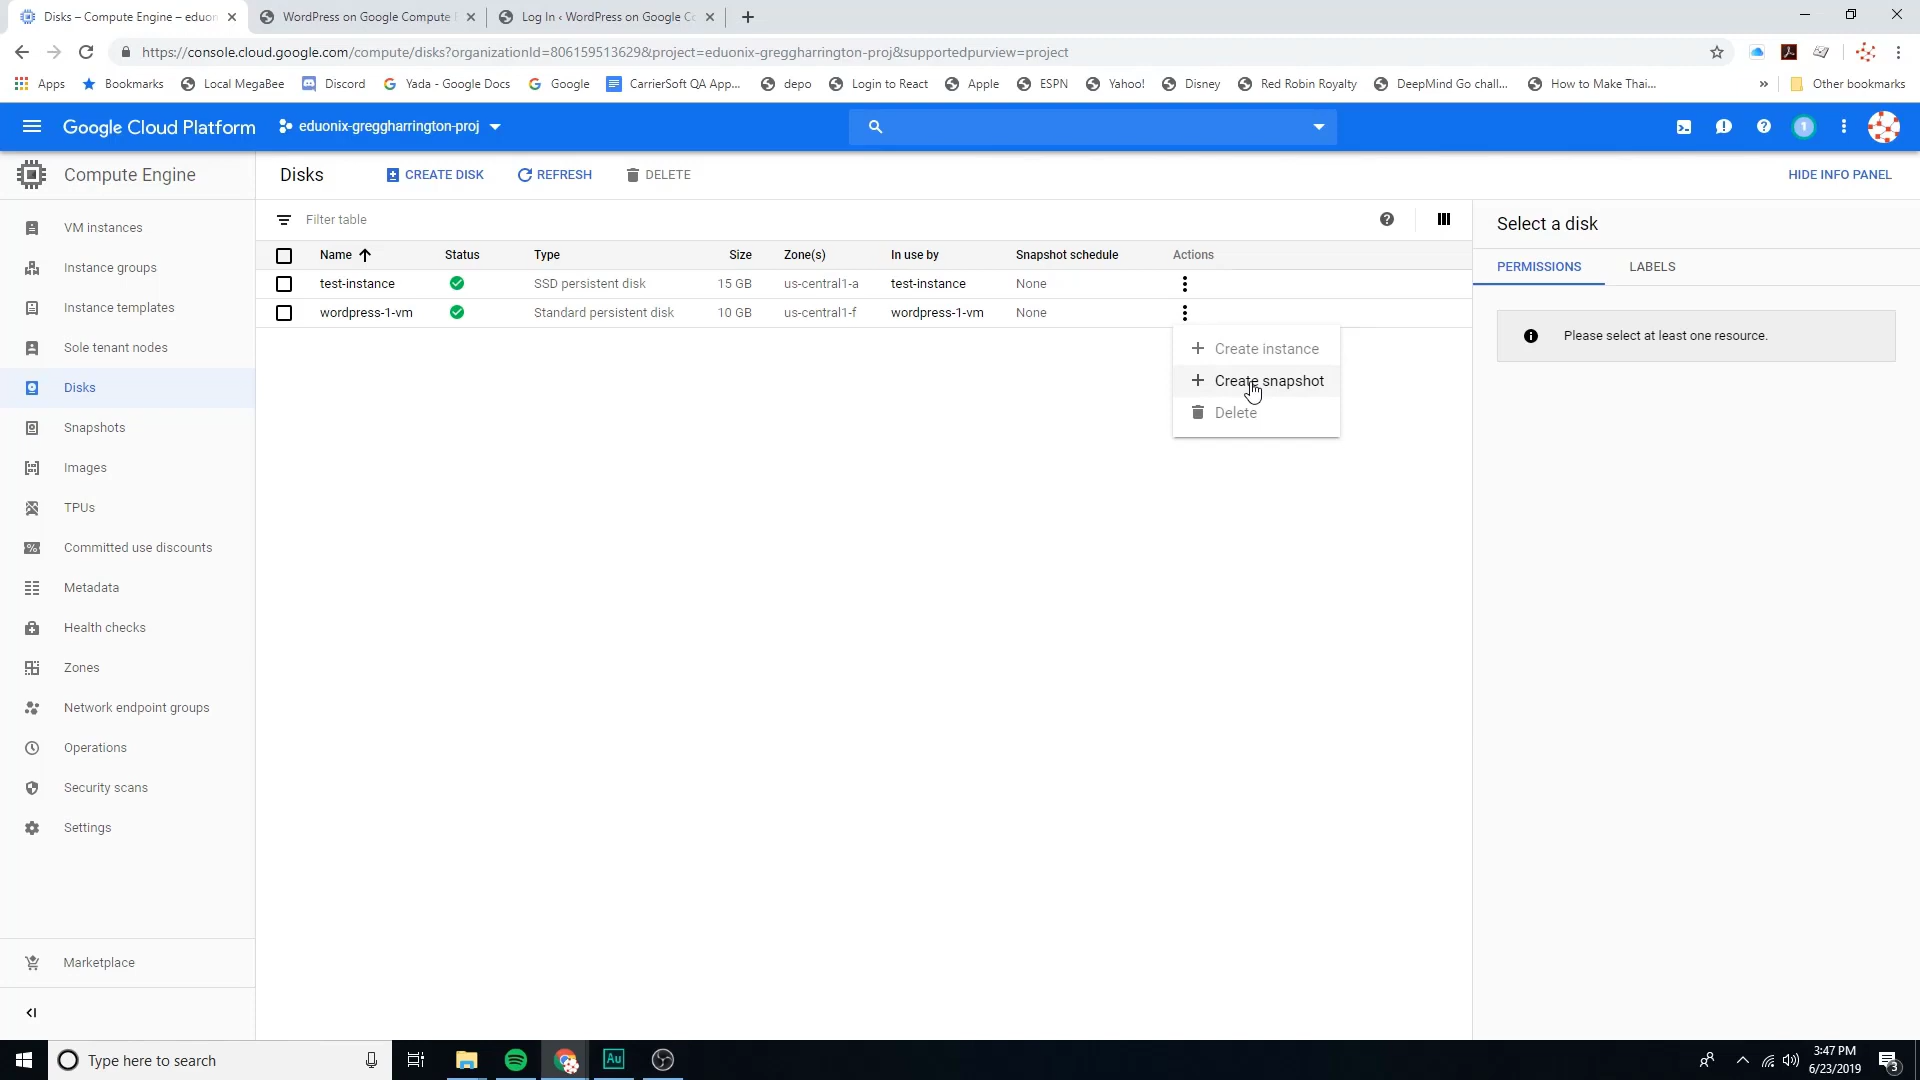 Disks – Compute Engine – eduon
WordPress on Google Compute E
Log In ‹ WordPress on Google Co
https://console.cloud.google.com/compute/disks?organizationId=806159513629&project=eduonix-greggharrington-proj&supportedpurview=project
Apps
Bookmarks
Local MegaBee
Discord
Yada - Google Docs
Google
CarrierSoft QA App...
depo
Login to React
Apple
ESPN
Yahoo!
Disney
Red Robin Royalty
DeepMind Go chall...
How to Make Thai...
»
Other bookmarks
Google Cloud Platform
eduonix-greggharrington-proj
1
Compute Engine
Disks
CREATE DISK
REFRESH
DELETE
HIDE INFO PANEL
VM instances
Instance groups
Instance templates
Sole tenant nodes
Disks
Snapshots
Images
TPUs
Committed use discounts
Metadata
Health checks
Zones
Network endpoint groups
Operations
Security scans
Settings
Marketplace
Filter table
Name Status Type Size Zone(s) In use by Snapshot schedule Actions
test-instance SSD persistent disk 15 GB us-central1-a test-instance None
wordpress-1-vm Standard persistent disk 10 GB us-central1-f wordpress-1-vm None
Create instance
Create snapshot
Delete
Select a disk
PERMISSIONS
LABELS
Please select at least one resource.
Type here to search
Au
3:47 PM
6/23/2019
3